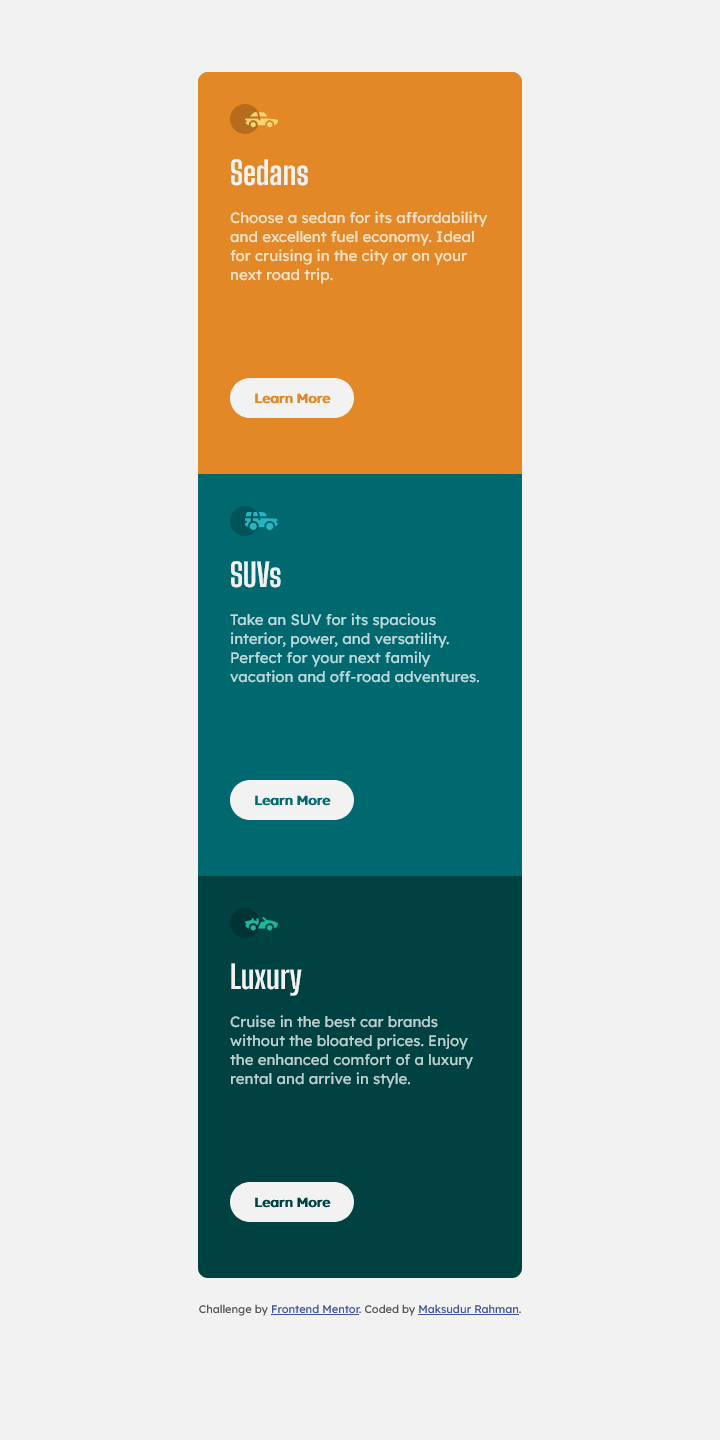 Sedans
Choose a sedan for its affordability
and excellent fuel economy. Ideal
for cruising in the city or on your
next road trip.
Learn More
SUVs
Take an SUV for its spacious
interior, power, and versatility.
Perfect for your next family
vacation and off-road adventures.
Learn More
Luxury
Cruise in the best car brands
without the bloated prices. Enjoy
the enhanced comfort of a luxury
rental and arrive in style.
Learn More
Challenge by Frontend Mentor. Coded by Maksudur Rahman.